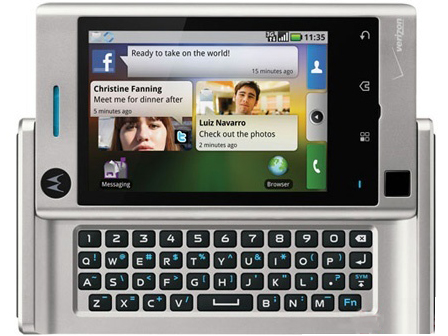 3G 11:35
Ready to take on the world!
15 minutes ago
Christine Fanning
Meet me for dinner after
5 minutes ago
Luiz Navarro
Check out the photos
2 minutes ago
Messaging
Browser
verizon
1 2 3 4 5 6 7 8 9 0
Q ! W @ E # R $ T % Y ^ U & I * O ( P )
A ~ S \ D < F > G [ H ] J - K L : SYM
Z X = C + V / B ; N : M Fn